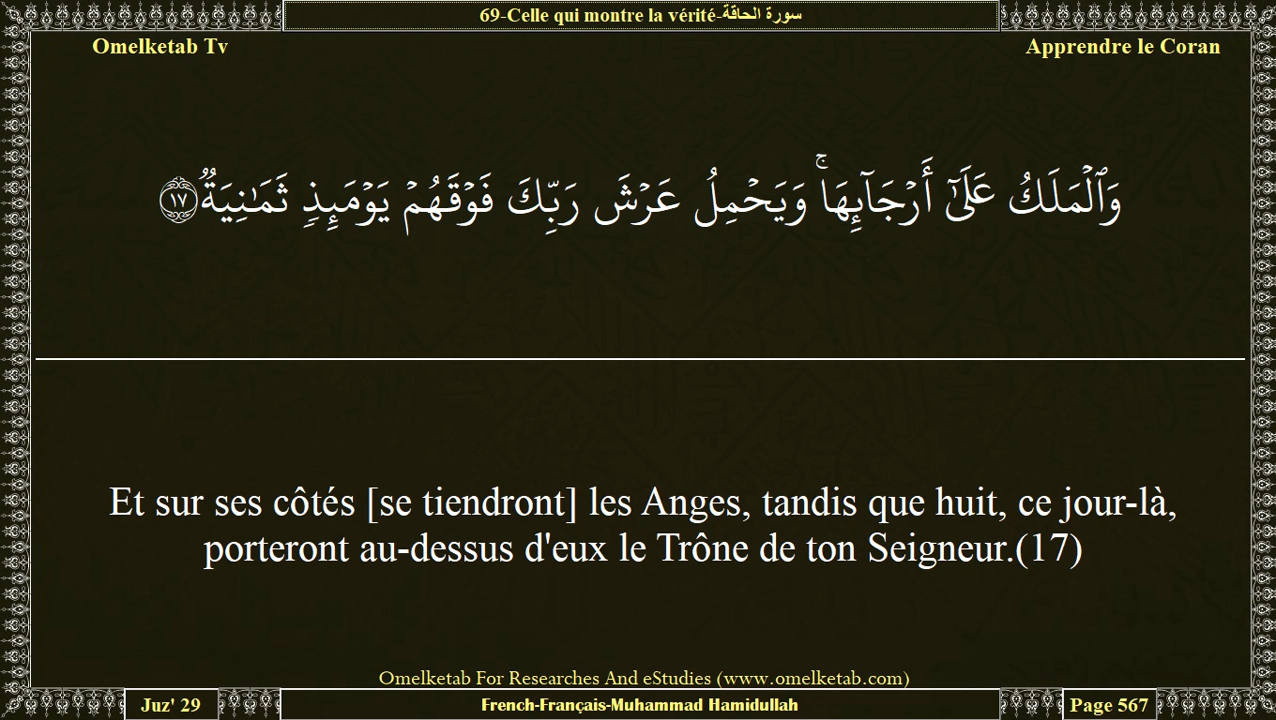 69-Celle qui montre la vérité-سورة الحاقة
Omelketab Tv
Apprendre le Coran
وَٱلْمَلَكُ عَلَىٰٓ أَرْجَآئِهَا ۚ وَيَحْمِلُ عَرْشَ رَبِّكَ فَوْقَهُمْ يَوْمَئِذٍ ثَمَـٰنِيَةٌ ١٧
Et sur ses côtés [se tiendront] les Anges, tandis que huit, ce jour-là,
porteront au-dessus d'eux le Trône de ton Seigneur.(17)
Omelketab For Researches And eStudies (www.omelketab.com)
Juz' 29
French-Français-Muhammad Hamidullah
Page 567